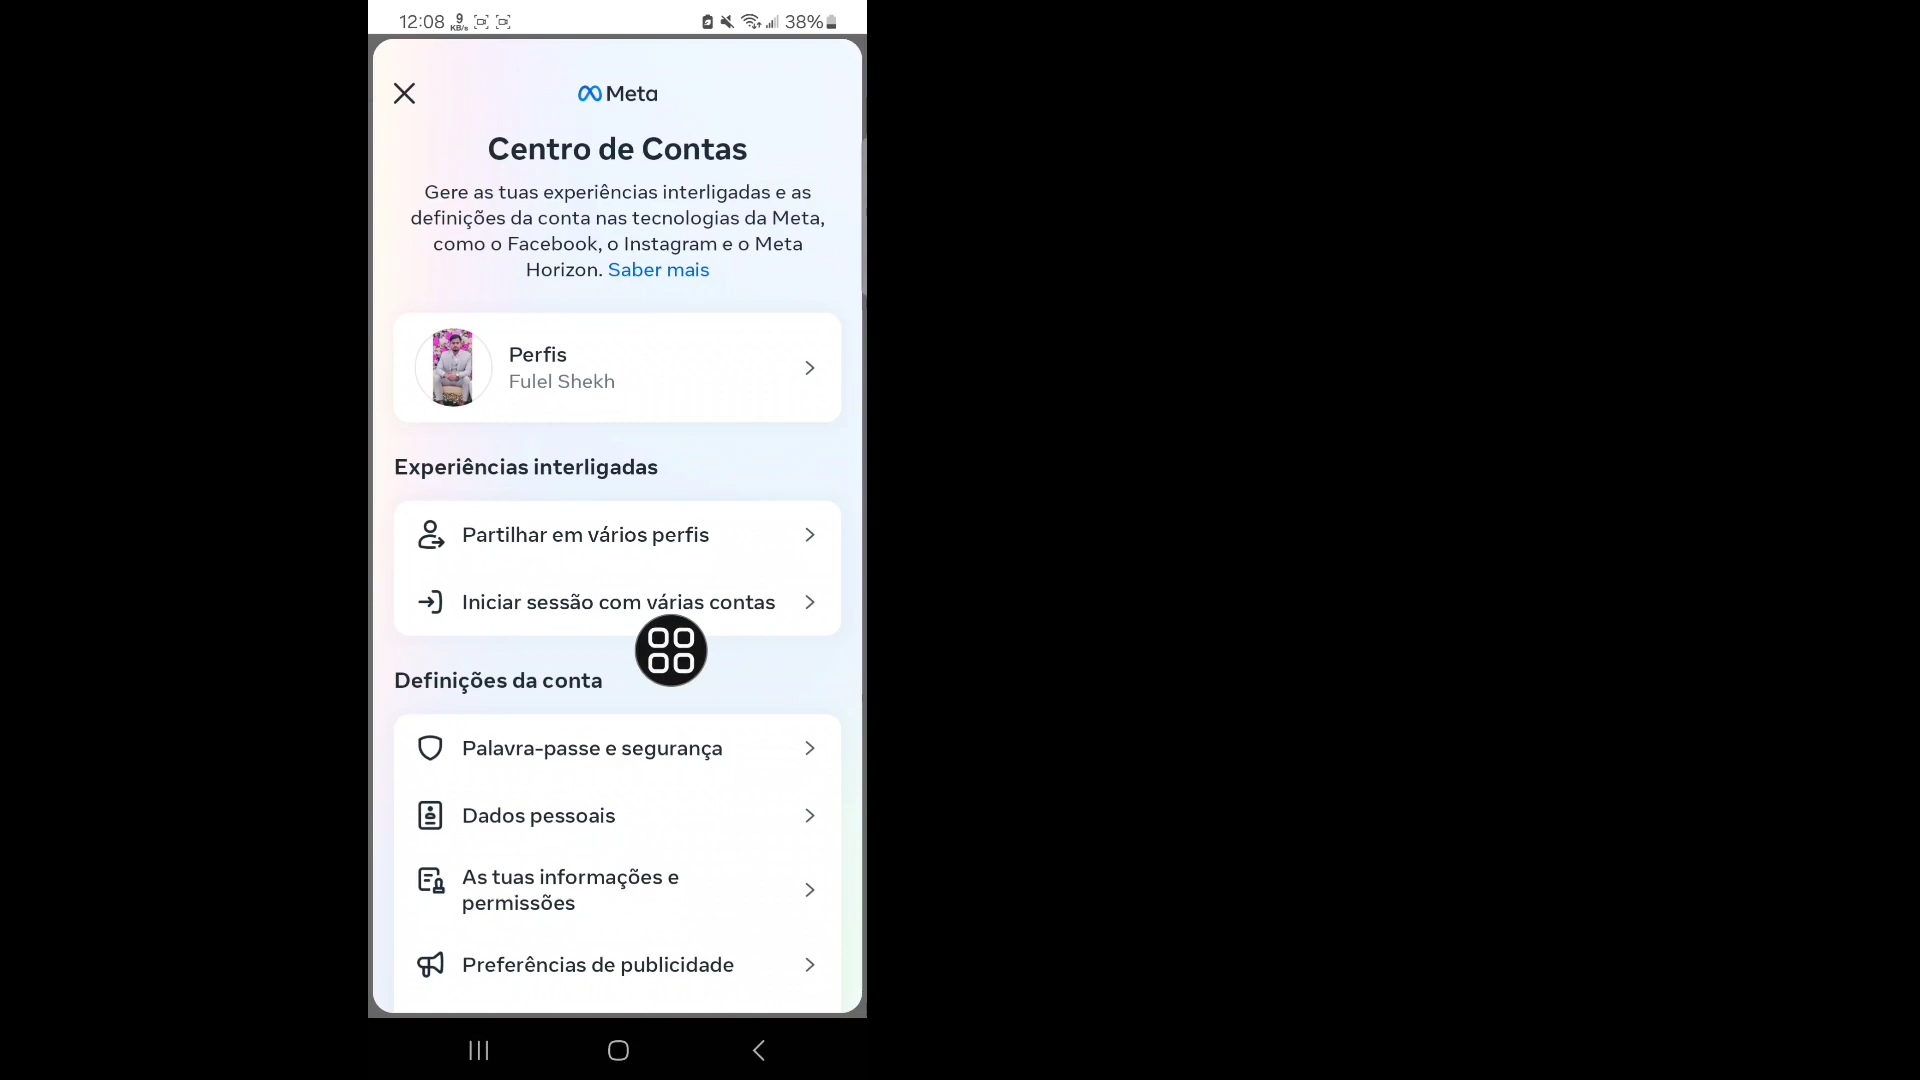 12:08 9 KB/s 38%
Meta
Centro de Contas
Gere as tuas experiências interligadas e as
definições da conta nas tecnologias da Meta,
como o Facebook, o Instagram e o Meta
Horizon. Saber mais
Perfis
Fulel Shekh
Experiências interligadas
Partilhar em vários perfis
Iniciar sessão com várias contas
Definições da conta
Palavra-passe e segurança
Dados pessoais
As tuas informações e
permissões
Preferências de publicidade